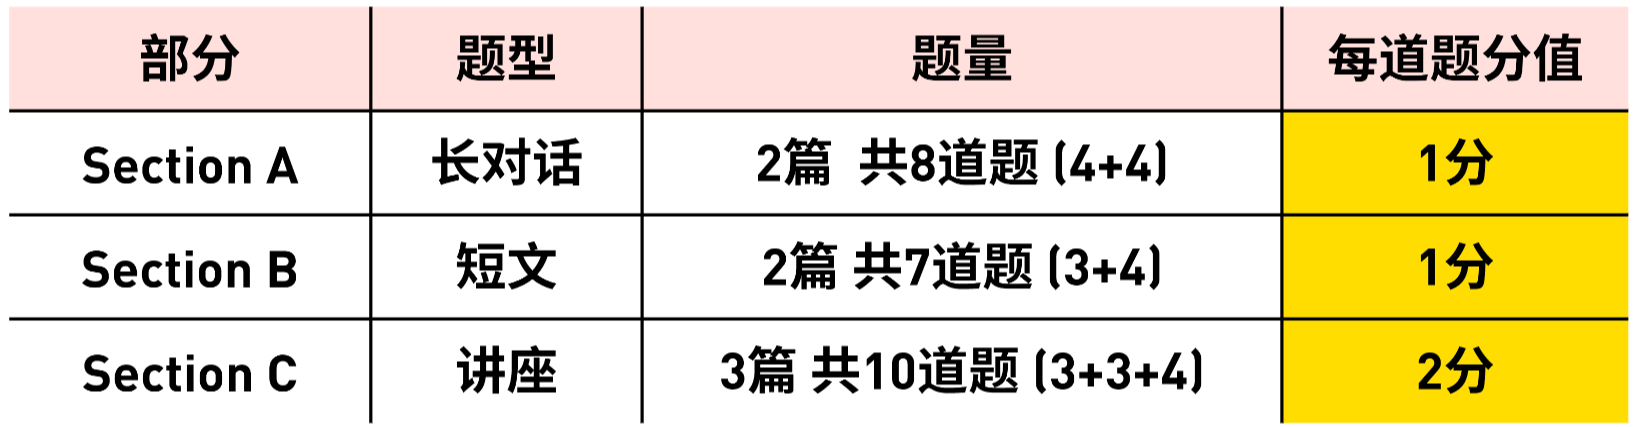 部分 题型 题量 每道题分值
Section A 长对话 2篇 共8道题 (4+4) 1分
Section B 短文 2篇 共7道题 (3+4) 1分
Section C 讲座 3篇 共10道题 (3+3+4) 2分